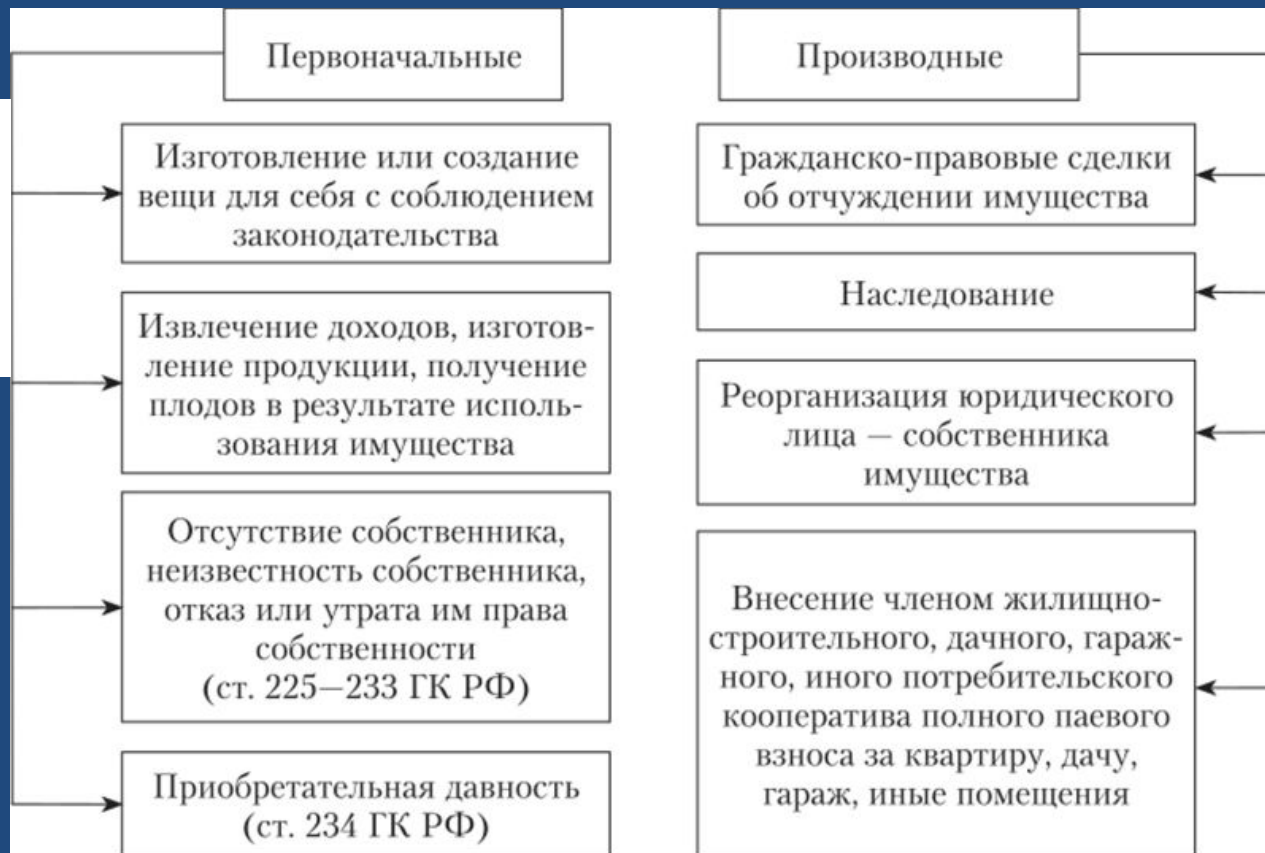 Первоначальные
Изготовление или создание
вещи для себя с соблюдением
законодательства
Извлечение доходов, изготов-
ление продукции, получение
плодов в результате исполь-
зования имущества
Отсутствие собственника,
неизвестность собственника,
отказ или утрата им права
собственности
(ст. 225—233 ГК РФ)
Приобретательная давность
(ст. 234 ГК РФ)
Производные
Гражданско-правовые сделки
об отчуждении имущества
Наследование
Реорганизация юридического
лица — собственника
имущества
Внесение членом жилищно-
строительного, дачного, гараж-
ного, иного потребительского
кооператива полного паевого
взноса за квартиру, дачу,
гараж, иные помещения